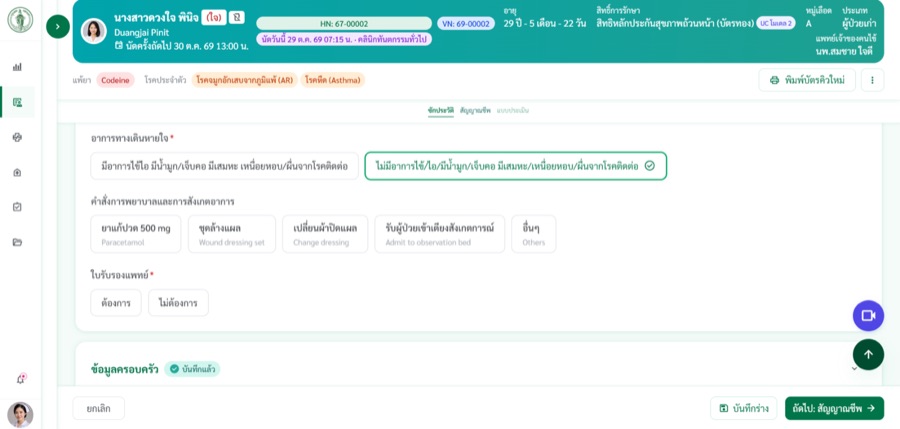 นางสาวดวงใจ พินิจ (ใจ)
Duangjai Pinit
นัดครั้งถัดไป 30 ต.ค. 69 13:00 น.
HN: 67-00002
VN: 69-00002
นัดวันนี้ 29 ต.ค. 69 07:15 น. - คลินิกทันตกรรมทั่วไป
อายุ
29 ปี - 5 เดือน - 22 วัน
สิทธิ์การรักษา
สิทธิหลักประกันสุขภาพถ้วนหน้า (บัตรทอง) UC โมเดล 2
หมู่เลือด
A
ประเภท
ผู้ป่วยเก่า
แพทย์เจ้าของคนไข้
นพ.สมชาย ใจดี
แพ้ยา Codeine โรคประจำตัว โรคจมูกอักเสบจากภูมิแพ้ (AR) โรคหืด (Asthma)
พิมพ์บัตรคิวใหม่
ซักประวัติ สัญญาณชีพ แบบประเมิน
อาการทางเดินหายใจ*
มีอาการไข้ไอ มีน้ำมูก/เจ็บคอ มีเสมหะ เหนื่อยหอบ/ผื่นจากโรคติดต่อ
ไม่มีอาการไข้/ไอ/มีน้ำมูก/เจ็บคอ มีเสมหะ/เหนื่อยหอบ/ผื่นจากโรคติดต่อ
คำสั่งการพยาบาลและการสังเกตอาการ
ยาแก้ปวด 500 mg
Paracetamol
ชุดล้างแผล
Wound dressing set
เปลี่ยนผ้าปิดแผล
Change dressing
รับผู้ป่วยเข้าเตียงสังเกตการณ์
Admit to observation bed
อื่นๆ
Others
ใบรับรองแพทย์*
ต้องการ
ไม่ต้องการ
ข้อมูลครอบครัว บันทึกแล้ว
ยกเลิก
บันทึกร่าง
ถัดไป: สัญญาณชีพ